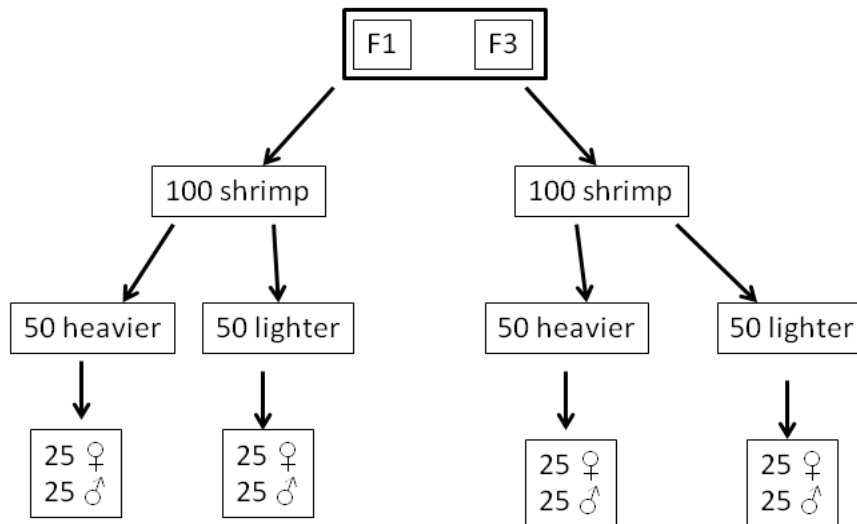 F1 F3
100 shrimp 100 shrimp
50 heavier 50 lighter 50 heavier 50 lighter
25 ♀ 25 ♀ 25 ♀ 25 ♀
25 ♂ 25 ♂ 25 ♂ 25 ♂